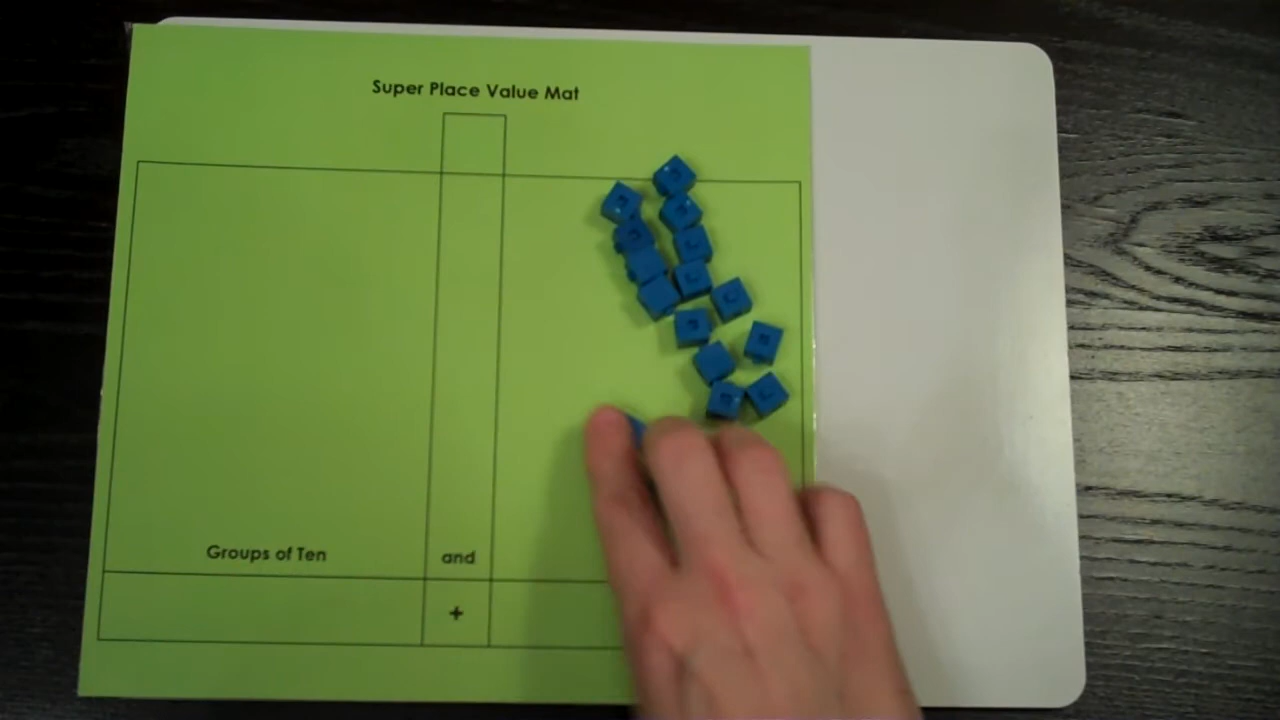 Super Place Value Mat
Groups of Ten
and
+